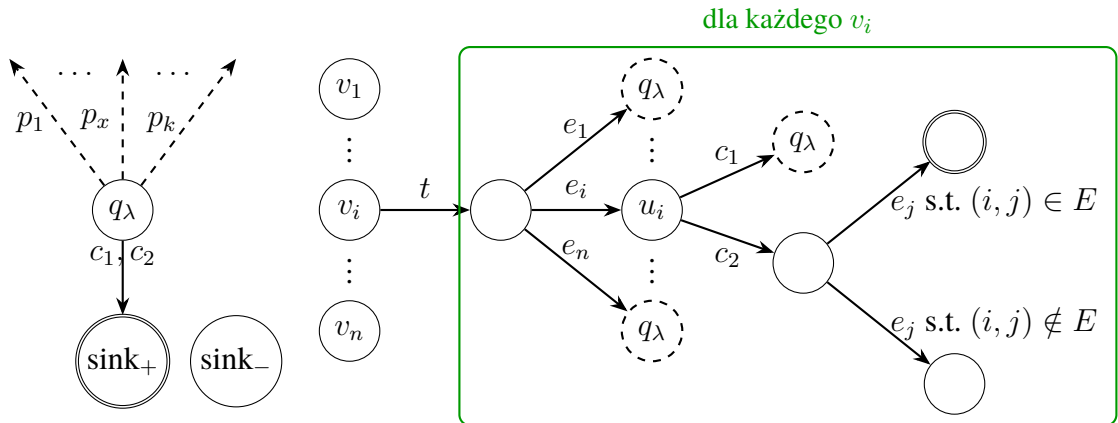 dla każdego v_i
... ...
p_1 p_x p_k
q_λ
c_1, c_2
sink_+ sink_−
v_1
⋮
v_i
⋮
v_n
t
e_1
e_i
e_n
q_λ
⋮
u_i
⋮
q_λ
c_1
c_2
q_λ
e_j s.t. (i, j) ∈ E
e_j s.t. (i, j) ∉ E